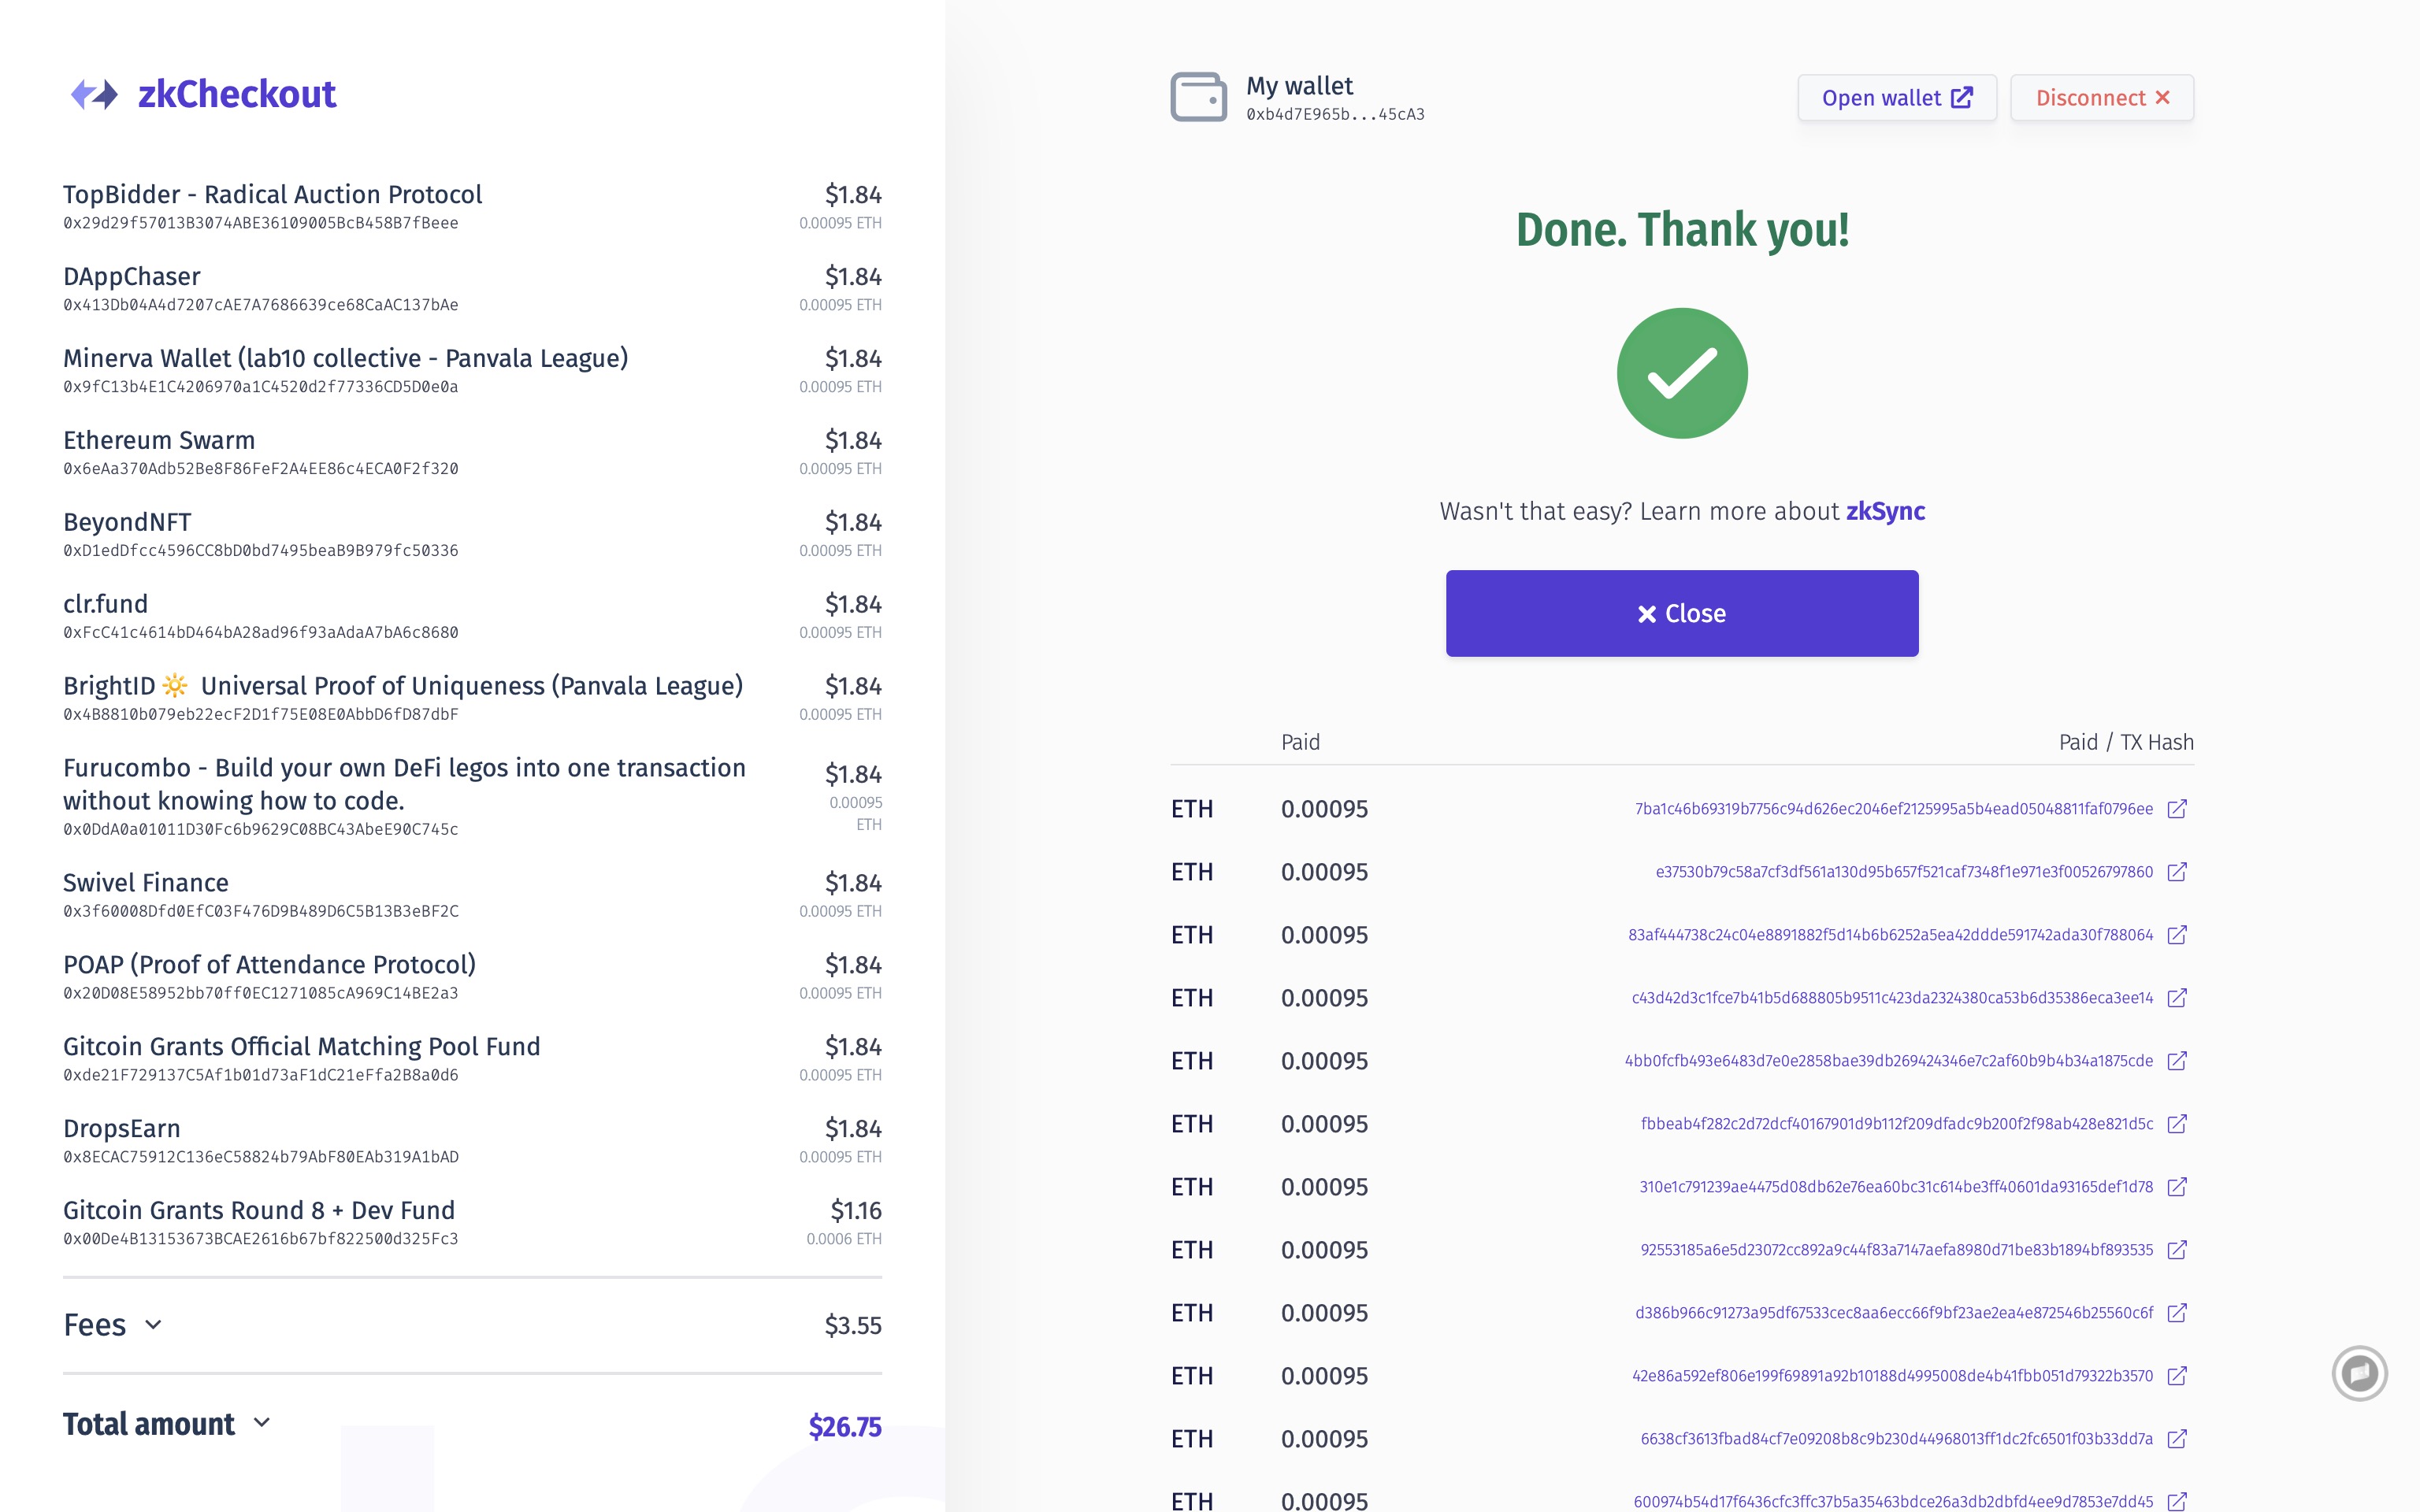 zkCheckout
TopBidder - Radical Auction Protocol $1.84
0x29d29f57013B3074ABE36109005BcB458B7fBeee 0.00095 ETH
DAppChaser $1.84
0x413Db04A4d7207cAE7A7686639ce68CaAC137bAe 0.00095 ETH
Minerva Wallet (lab10 collective - Panvala League) $1.84
0x9fC13b4E1C4206970a1C4520d2f77336CD5D0e0a 0.00095 ETH
Ethereum Swarm $1.84
0x6eAa370Adb52Be8F86FeF2A4EE86c4ECA0F2f320 0.00095 ETH
BeyondNFT $1.84
0xD1edDfcc4596CC8bD0bd7495beaB9B979fc50336 0.00095 ETH
clr.fund $1.84
0xFcC41c4614bD464bA28ad96f93aAdaA7bA6c8680 0.00095 ETH
BrightID 🔆 Universal Proof of Uniqueness (Panvala League) $1.84
0x4B8810b079eb22ecF2D1f75E08E0AbbD6fD87dbF 0.00095 ETH
Furucombo - Build your own DeFi legos into one transaction $1.84
without knowing how to code. 0.00095
0x0DdA0a01011D30Fc6b9629C08BC43AbeE90C745c ETH
Swivel Finance $1.84
0x3f60008Dfd0EfC03F476D9B489D6C5B13B3eBF2C 0.00095 ETH
POAP (Proof of Attendance Protocol) $1.84
0x20D08E58952bb70ff0EC1271085cA969C14BE2a3 0.00095 ETH
Gitcoin Grants Official Matching Pool Fund $1.84
0xde21F729137C5Af1b01d73aF1dC21eFfa2B8a0d6 0.00095 ETH
DropsEarn $1.84
0x8ECAC75912C136eC58824b79AbF80EAb319A1bAD 0.00095 ETH
Gitcoin Grants Round 8 + Dev Fund $1.16
0x00De4B13153673BCAE2616b67bf822500d325Fc3 0.0006 ETH
Fees $3.55
Total amount $26.75
My wallet
0xb4d7E965b...45cA3
Open wallet
Disconnect
Done. Thank you!
Wasn't that easy? Learn more about zkSync
Close
Paid Paid / TX Hash
ETH 0.00095 7ba1c46b69319b7756c94d626ec2046ef2125995a5b4ead05048811faf0796ee
ETH 0.00095 e37530b79c58a7cf3df561a130d95b657f521caf7348f1e971e3f00526797860
ETH 0.00095 83af444738c24c04e8891882f5d14b6b6252a5ea42ddde591742ada30f788064
ETH 0.00095 c43d42d3c1fce7b41b5d688805b9511c423da2324380ca53b6d35386eca3ee14
ETH 0.00095 4bb0fcfb493e6483d7e0e2858bae39db269424346e7c2af60b9b4b34a1875cde
ETH 0.00095 fbbeab4f282c2d72dcf40167901d9b112f209dfadc9b200f2f98ab428e821d5c
ETH 0.00095 310e1c791239ae4475d08db62e76ea60bc31c614be3ff40601da93165def1d78
ETH 0.00095 92553185a6e5d23072cc892a9c44f83a7147aefa8980d71be83b1894bf893535
ETH 0.00095 d386b966c91273a95df67533cec8aa6ecc66f9bf23ae2ea4e872546b25560c6f
ETH 0.00095 42e86a592ef806e199f69891a92b10188d4995008de4b41fbb051d79322b3570
ETH 0.00095 6638cf3613fbad84cf7e09208b8c9b230d44968013ff1dc2fc6501f03b33dd7a
ETH 0.00095 600974b54d17f6436cfc3ffc37b5a35463bdce26a3db2dbfd4ee9d7853e7dd45